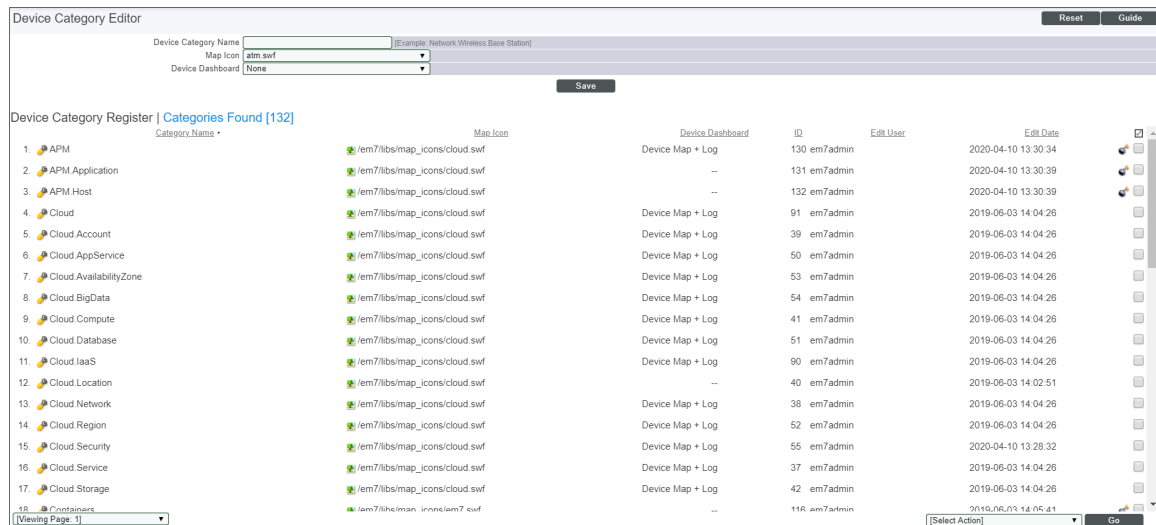 Device Category Editor Reset Guide
Device Category Name [Example: Network.Wireless.Base Station]
Map Icon atm.swf
Device Dashboard None
Save
Device Category Register | Categories Found [132]
Category Name • Map Icon Device Dashboard ID Edit User Edit Date
1. APM /em7/libs/map_icons/cloud.swf Device Map + Log 130 em7admin 2020-04-10 13:30:34
2. APM.Application /em7/libs/map_icons/cloud.swf -- 131 em7admin 2020-04-10 13:30:39
3. APM.Host /em7/libs/map_icons/cloud.swf -- 132 em7admin 2020-04-10 13:30:39
4. Cloud /em7/libs/map_icons/cloud.swf Device Map + Log 91 em7admin 2019-06-03 14:04:26
5. Cloud.Account /em7/libs/map_icons/cloud.swf Device Map + Log 39 em7admin 2019-06-03 14:04:26
6. Cloud.AppService /em7/libs/map_icons/cloud.swf Device Map + Log 50 em7admin 2019-06-03 14:04:26
7. Cloud.AvailabilityZone /em7/libs/map_icons/cloud.swf Device Map + Log 53 em7admin 2019-06-03 14:04:26
8. Cloud.BigData /em7/libs/map_icons/cloud.swf Device Map + Log 54 em7admin 2019-06-03 14:04:26
9. Cloud.Compute /em7/libs/map_icons/cloud.swf Device Map + Log 41 em7admin 2019-06-03 14:04:26
10. Cloud.Database /em7/libs/map_icons/cloud.swf Device Map + Log 51 em7admin 2019-06-03 14:04:26
11. Cloud.IaaS /em7/libs/map_icons/cloud.swf Device Map + Log 90 em7admin 2019-06-03 14:04:26
12. Cloud.Location /em7/libs/map_icons/cloud.swf -- 40 em7admin 2019-06-03 14:02:51
13. Cloud.Network /em7/libs/map_icons/cloud.swf Device Map + Log 38 em7admin 2019-06-03 14:04:26
14. Cloud.Region /em7/libs/map_icons/cloud.swf Device Map + Log 52 em7admin 2019-06-03 14:04:26
15. Cloud.Security /em7/libs/map_icons/cloud.swf Device Map + Log 55 em7admin 2020-04-10 13:28:32
16. Cloud.Service /em7/libs/map_icons/cloud.swf Device Map + Log 37 em7admin 2019-06-03 14:04:26
17. Cloud.Storage /em7/libs/map_icons/cloud.swf Device Map + Log 42 em7admin 2019-06-03 14:04:26
18. Containers /em7/libs/map_icons/em7.swf -- 116 em7admin 2019-06-03 14:05:41
[Viewing Page: 1] [Select Action] Go